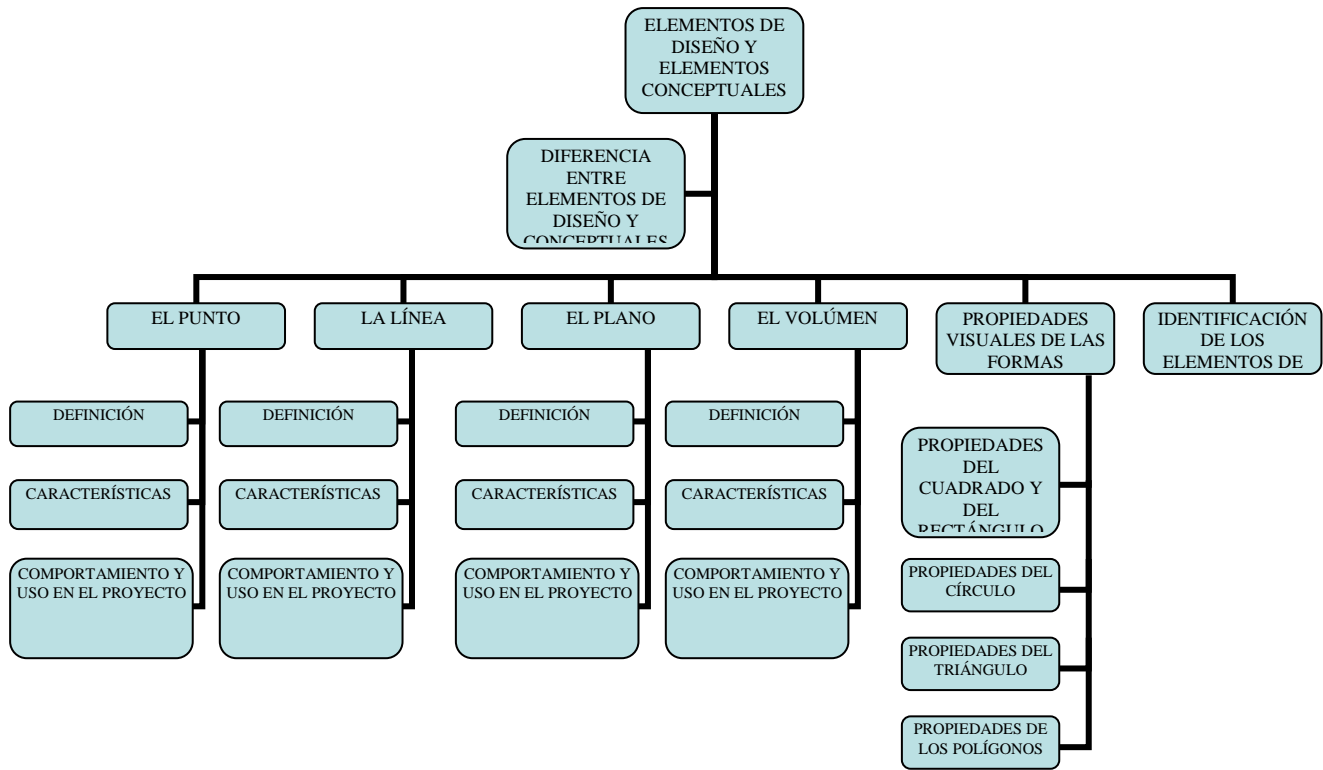 ELEMENTOS DE
DISEÑO Y
ELEMENTOS
CONCEPTUALES
DIFERENCIA
ENTRE
ELEMENTOS DE
DISEÑO Y
CONCEPTUALES
EL PUNTO
LA LÍNEA
EL PLANO
EL VOLÚMEN
PROPIEDADES
VISUALES DE LAS
FORMAS
IDENTIFICACIÓN
DE LOS
ELEMENTOS DE
DEFINICIÓN
CARACTERÍSTICAS
COMPORTAMIENTO Y
USO EN EL PROYECTO
DEFINICIÓN
CARACTERÍSTICAS
COMPORTAMIENTO Y
USO EN EL PROYECTO
DEFINICIÓN
CARACTERÍSTICAS
COMPORTAMIENTO Y
USO EN EL PROYECTO
DEFINICIÓN
CARACTERÍSTICAS
COMPORTAMIENTO Y
USO EN EL PROYECTO
PROPIEDADES
DEL
CUADRADO Y
DEL
RECTÁNGULO
PROPIEDADES DEL
CÍRCULO
PROPIEDADES DEL
TRIÁNGULO
PROPIEDADES DE
LOS POLÍGONOS